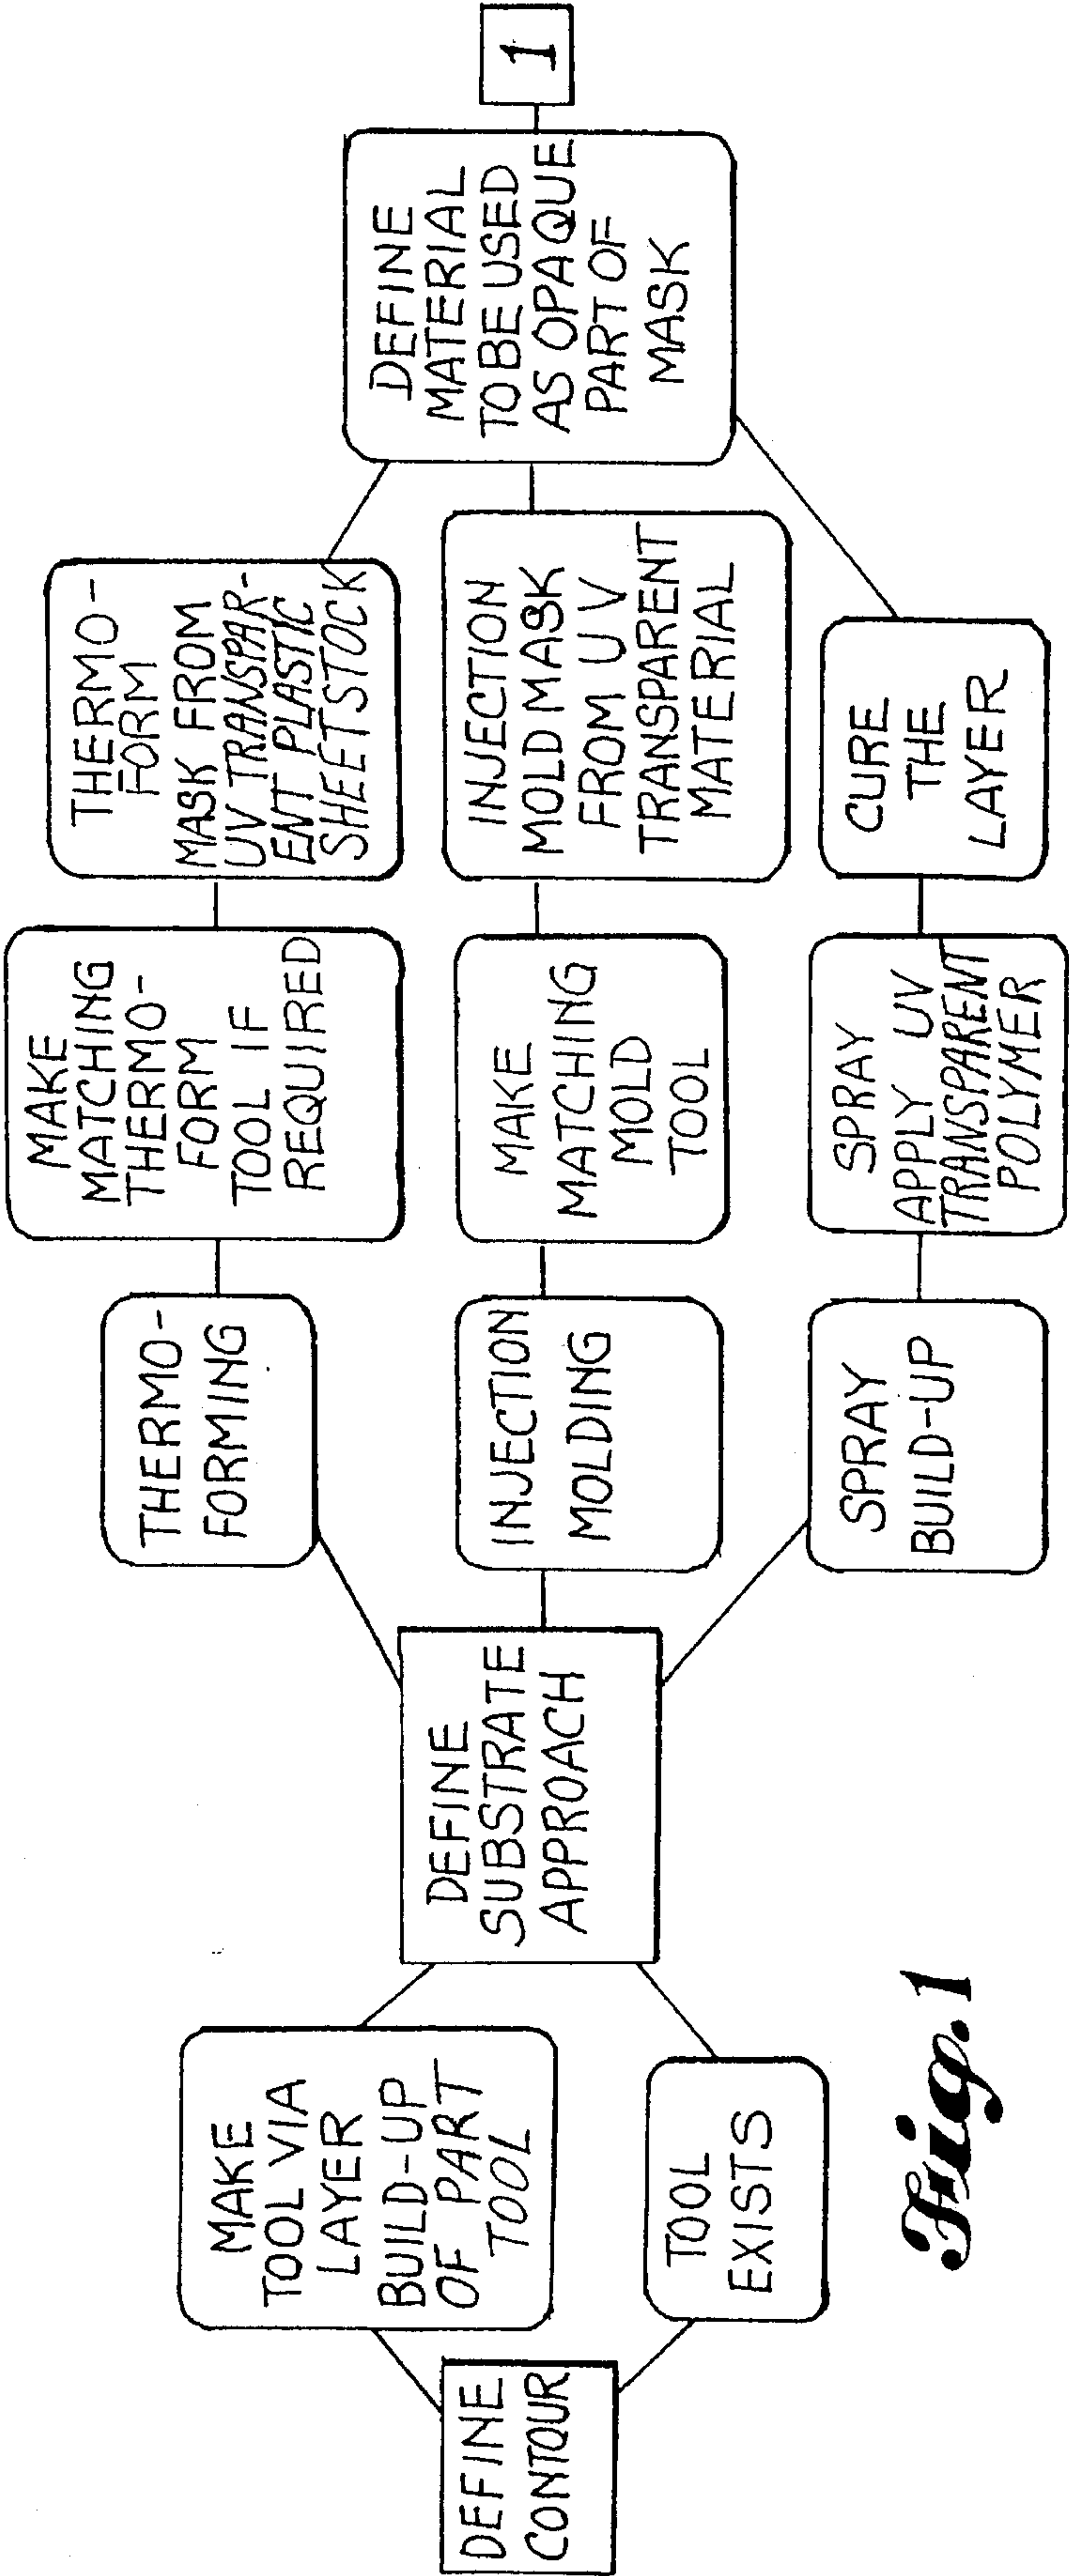 DEFINE
CONTOUR
MAKE
TOOL VIA
LAYER
BUILD-UP
OF PART
TOOL
TOOL
EXISTS
DEFINE
SUBSTRATE
APPROACH
THERMO-
FORMING
INJECTION
MOLDING
SPRAY
BUILD-UP
MAKE
MATCHING
THERMO-
FORM
TOOL IF
REQUIRED
MAKE
MATCHING
MOLD
TOOL
SPRAY
APPLY UV
TRANSPARENT
POLYMER
THERMO-
FORM
MASK FROM
UV TRANSPAR-
ENT PLASTIC
SHEETSTOCK
INJECTION
MOLD MASK
FROM UV
TRANSPARENT
MATERIAL
CURE
THE
LAYER
DEFINE
MATERIAL
TO BE USED
AS OPAQUE
PART OF
MASK
1
Fig. 1